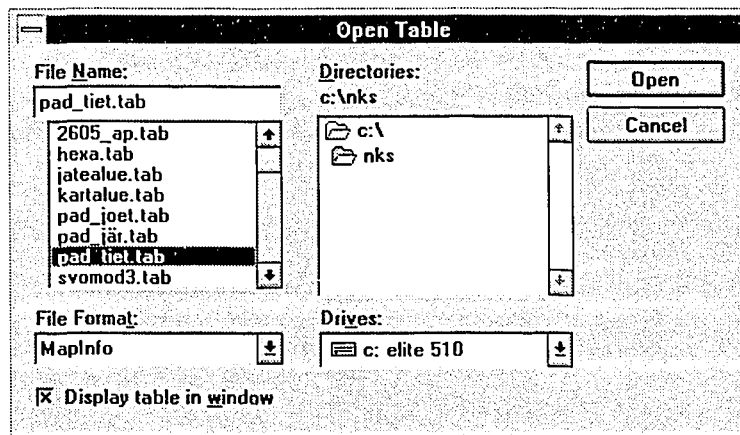 Open Table
File Name:
pad_tiet.tab
2605_ap.tab
hexa.tab
jatealue.tab
kartalue.tab
pad_joet.tab
pad_jär.tab
pad_tiet.tab
svomod3.tab
File Format:
MapInfo
Display table in window
Directories:
c:\nks
c:\
nks
Drives:
c: elite 510
Open
Cancel